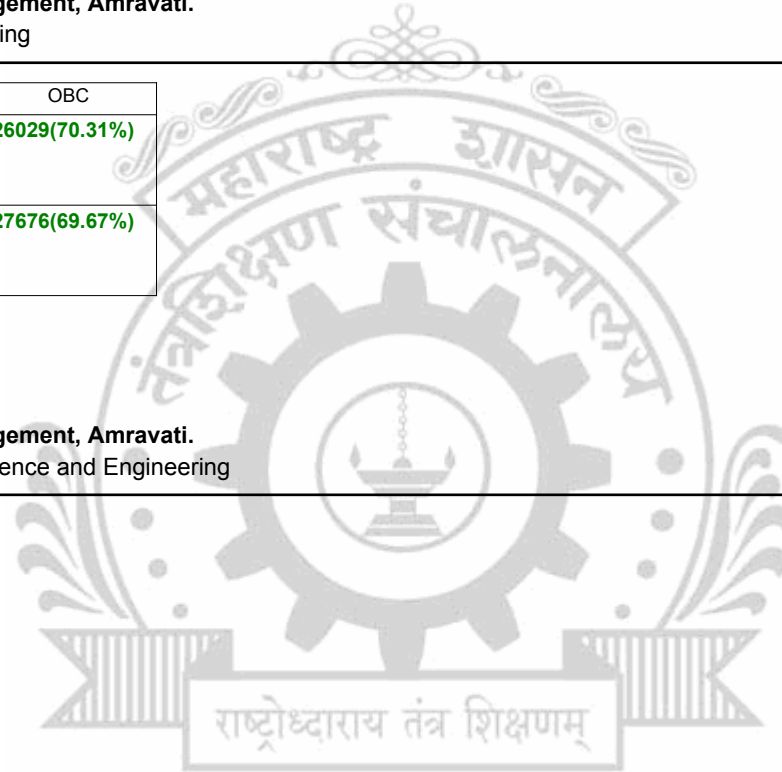 gement, Amravati.
ing
OBC
26029(70.31%)
27676(69.67%)
महाराष्ट्र शासन
तंत्रशिक्षण संचालनालय
gement, Amravati.
ence and Engineering
राष्ट्रोध्दाराय तंत्र शिक्षणम्